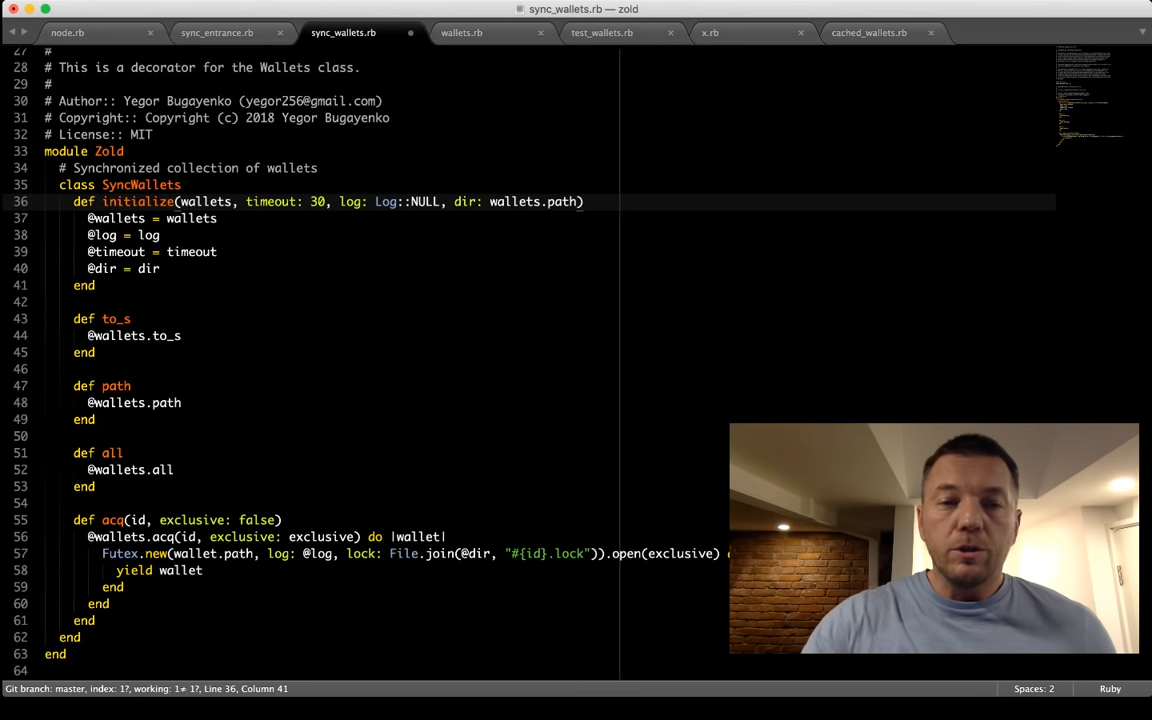 sync_wallets.rb — zold
node.rb
sync_entrance.rb
sync_wallets.rb
wallets.rb
test_wallets.rb
x.rb
cached_wallets.rb
27 #
28 # This is a decorator for the Wallets class.
29 #
30 # Author:: Yegor Bugayenko (yegor256@gmail.com)
31 # Copyright:: Copyright (c) 2018 Yegor Bugayenko
32 # License:: MIT
33 module Zold
34 # Synchronized collection of wallets
35 class SyncWallets
36 def initialize(wallets, timeout: 30, log: Log::NULL, dir: wallets.path)
37 @wallets = wallets
38 @log = log
39 @timeout = timeout
40 @dir = dir
41 end
42
43 def to_s
44 @wallets.to_s
45 end
46
47 def path
48 @wallets.path
49 end
50
51 def all
52 @wallets.all
53 end
54
55 def acq(id, exclusive: false)
56 @wallets.acq(id, exclusive: exclusive) do |wallet|
57 Futex.new(wallet.path, log: @log, lock: File.join(@dir, "#{id}.lock")).open(exclusive)
58 yield wallet
59 end
60 end
61 end
62 end
63 end
64
Git branch: master, index: 1?, working: 1≠ 1?, Line 36, Column 41
Spaces: 2
Ruby